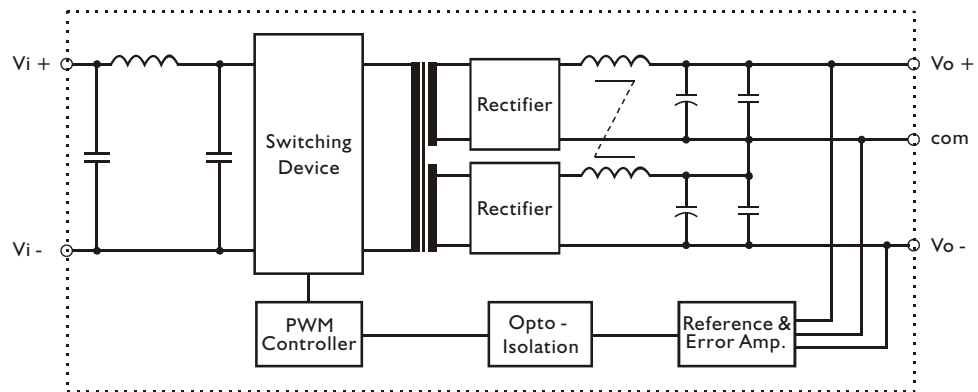 Vi +
Vo +
Rectifier
com
Switching
Device
Rectifier
Vi -
Vo -
PWM
Controller
Opto -
Isolation
Reference &
Error Amp.